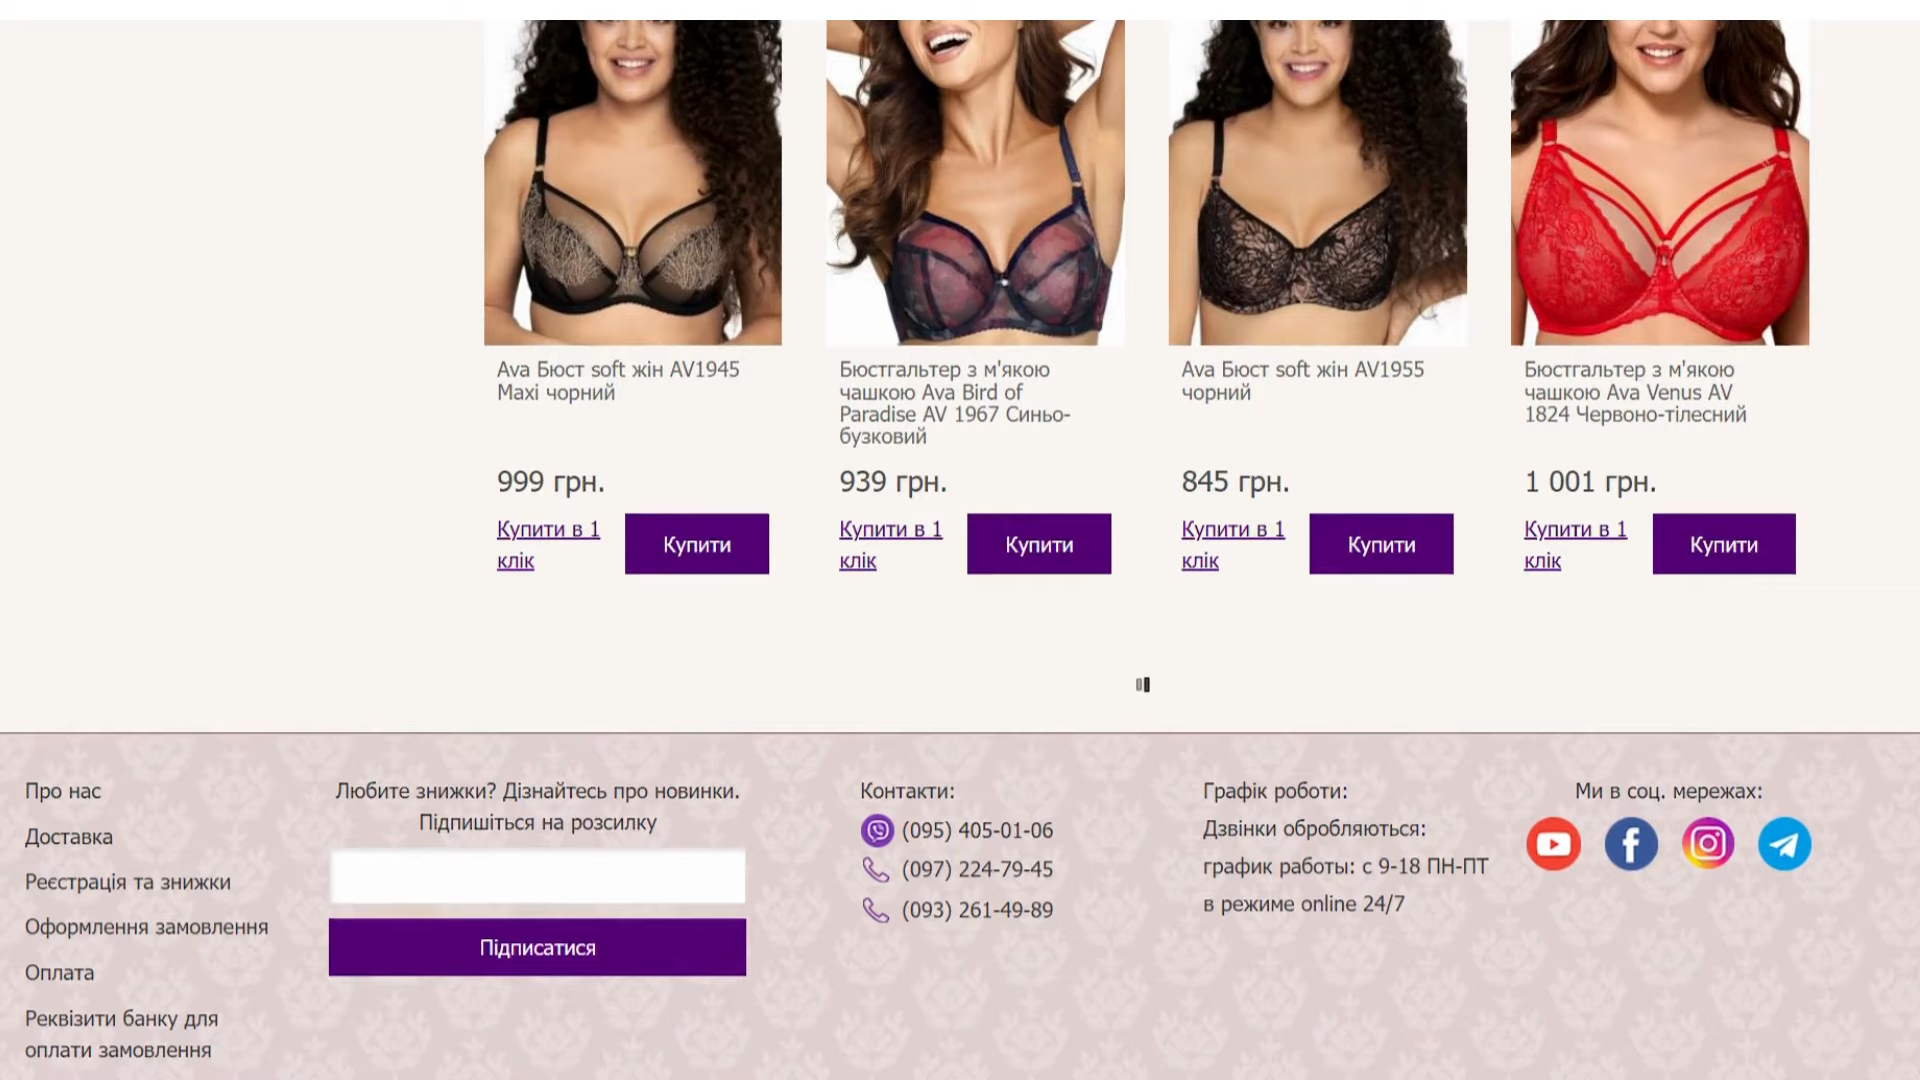 Ava Бюст soft жін AV1945
Maxi чорний
999 грн.
Купити в 1
клік
Купити
Бюстгальтер з м'якою
чашкою Ava Bird of
Paradise AV 1967 Синьо-
бузковий
939 грн.
Купити в 1
клік
Купити
Ava Бюст soft жін AV1955
чорний
845 грн.
Купити в 1
клік
Купити
Бюстгальтер з м'якою
чашкою Ava Venus AV
1824 Червоно-тілесний
1 001 грн.
Купити в 1
клік
Купити
Про нас
Доставка
Реєстрація та знижки
Оформлення замовлення
Оплата
Реквізити банку для
оплати замовлення
Любите знижки? Дізнайтесь про новинки.
Підпишіться на розсилку
Підписатися
Контакти:
(095) 405-01-06
(097) 224-79-45
(093) 261-49-89
Графік роботи:
Дзвінки обробляються:
график работы: с 9-18 ПН-ПТ
в режиме online 24/7
Ми в соц. мережах: